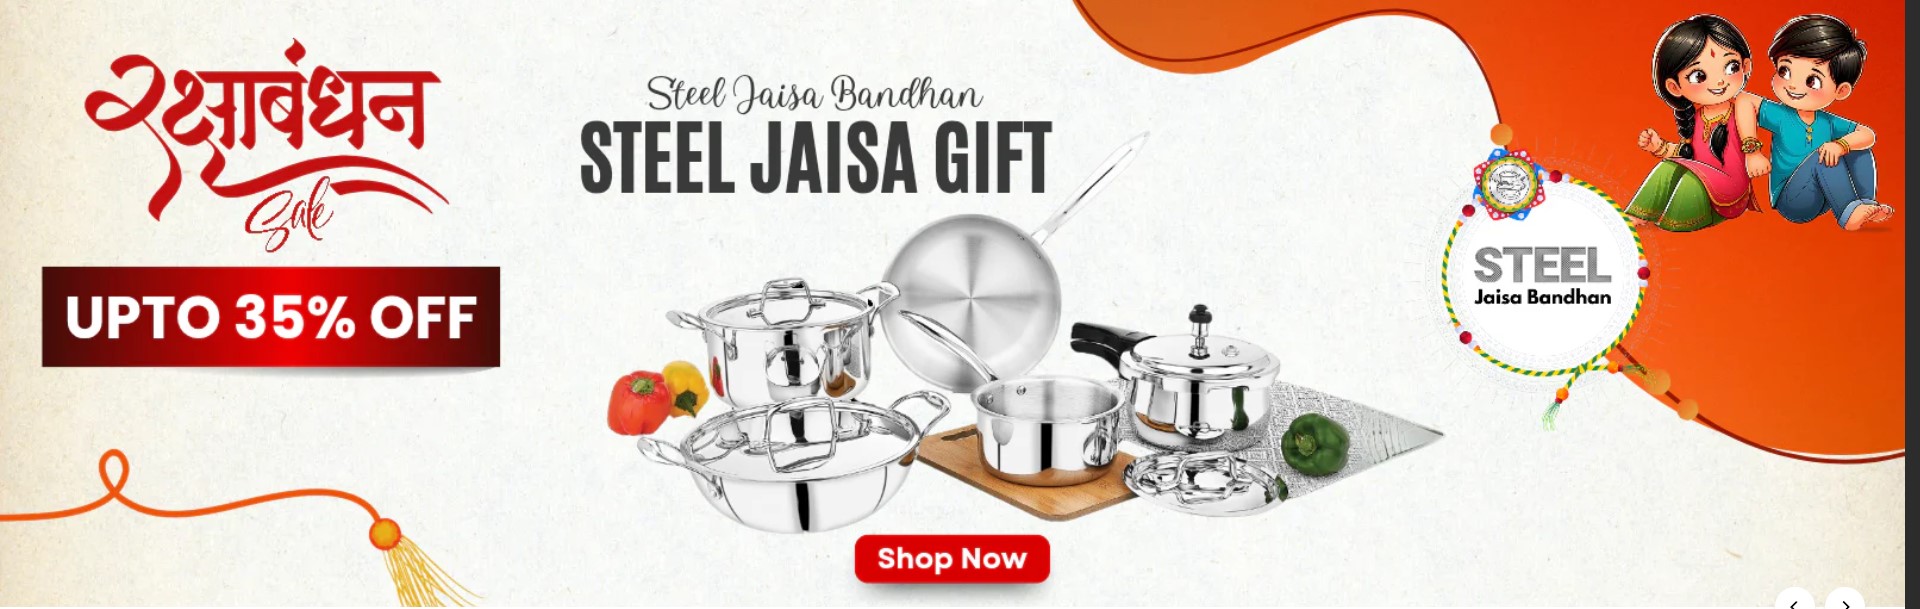 रक्षाबंधन
Sale
UPTO 35% OFF
Steel Jaisa Bandhan
STEEL JAISA GIFT
Shop Now
STEEL
Jaisa Bandhan